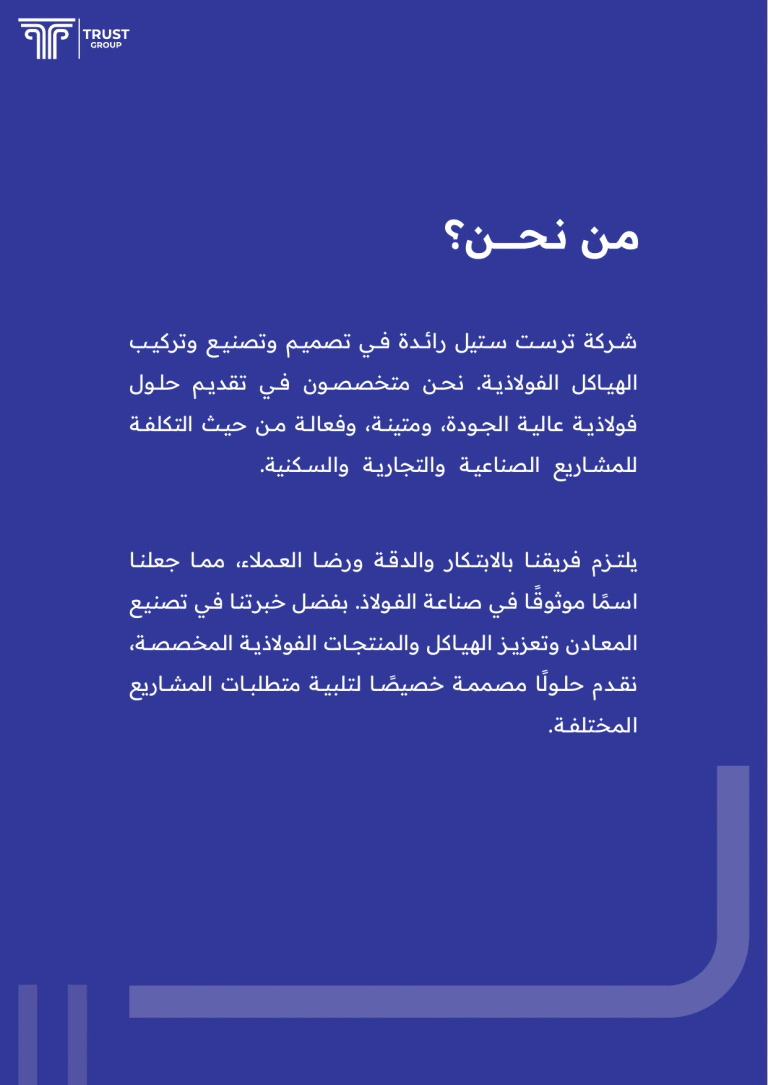 TRUST
GROUP
من نحــن؟
شركة ترست ستيل رائدة في تصميم وتصنيع وتركيب
الهياكل الفولاذية. نحن متخصصون في تقديم حلول
فولاذية عالية الجودة، ومتينة، وفعالة من حيث التكلفة
للمشاريع الصناعية والتجارية والسكنية.
يلتزم فريقنا بالابتكار والدقة ورضا العملاء، مما جعلنا
اسمًا موثوقًا في صناعة الفولاذ. بفضل خبرتنا في تصنيع
المعادن وتعزيز الهياكل والمنتجات الفولاذية المخصصة،
نقدم حلولًا مصممة خصيصًا لتلبية متطلبات المشاريع
المختلفة.